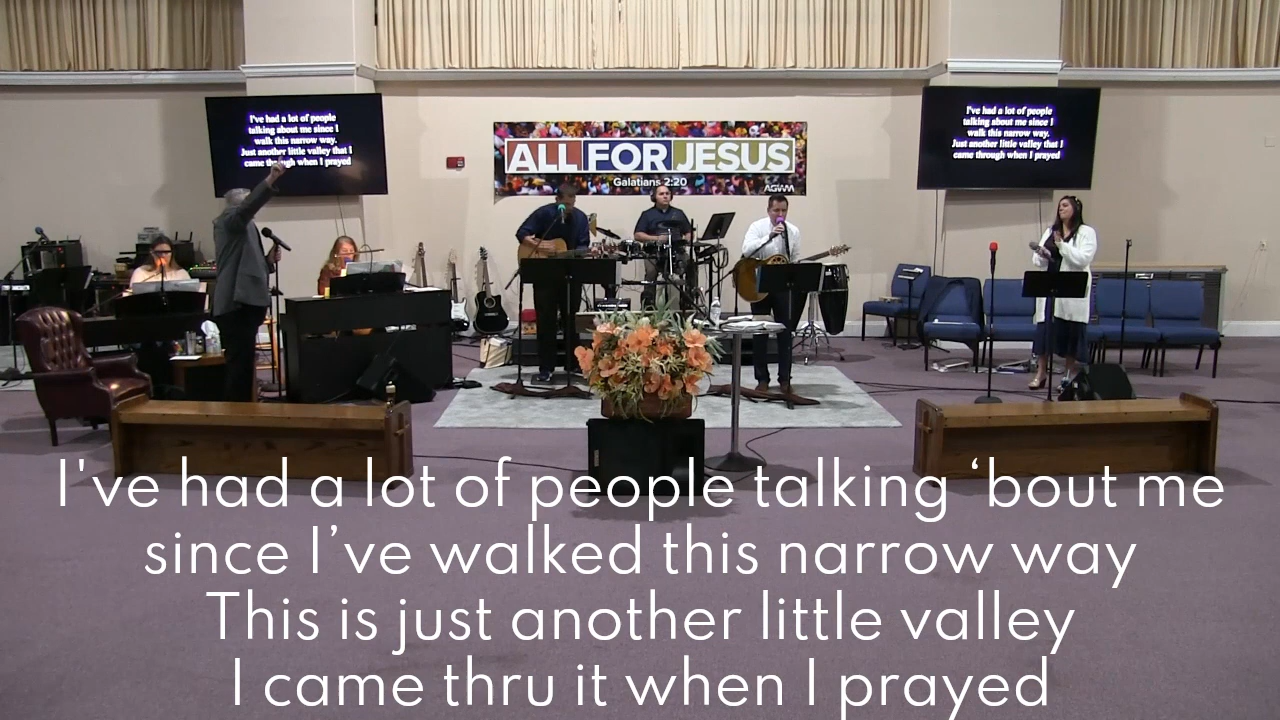 I've had a lot of people
talking about me since I
walk this narrow way.
Just another little valley that I
came through when I prayed
ALL FOR JESUS
Galatians 2:20
AGWM
I've had a lot of people
talking about me since I
walk this narrow way.
Just another little valley that I
came through when I prayed
I've had a lot of people talking ‘bout me
since I’ve walked this narrow way
This is just another little valley
I came thru it when I prayed